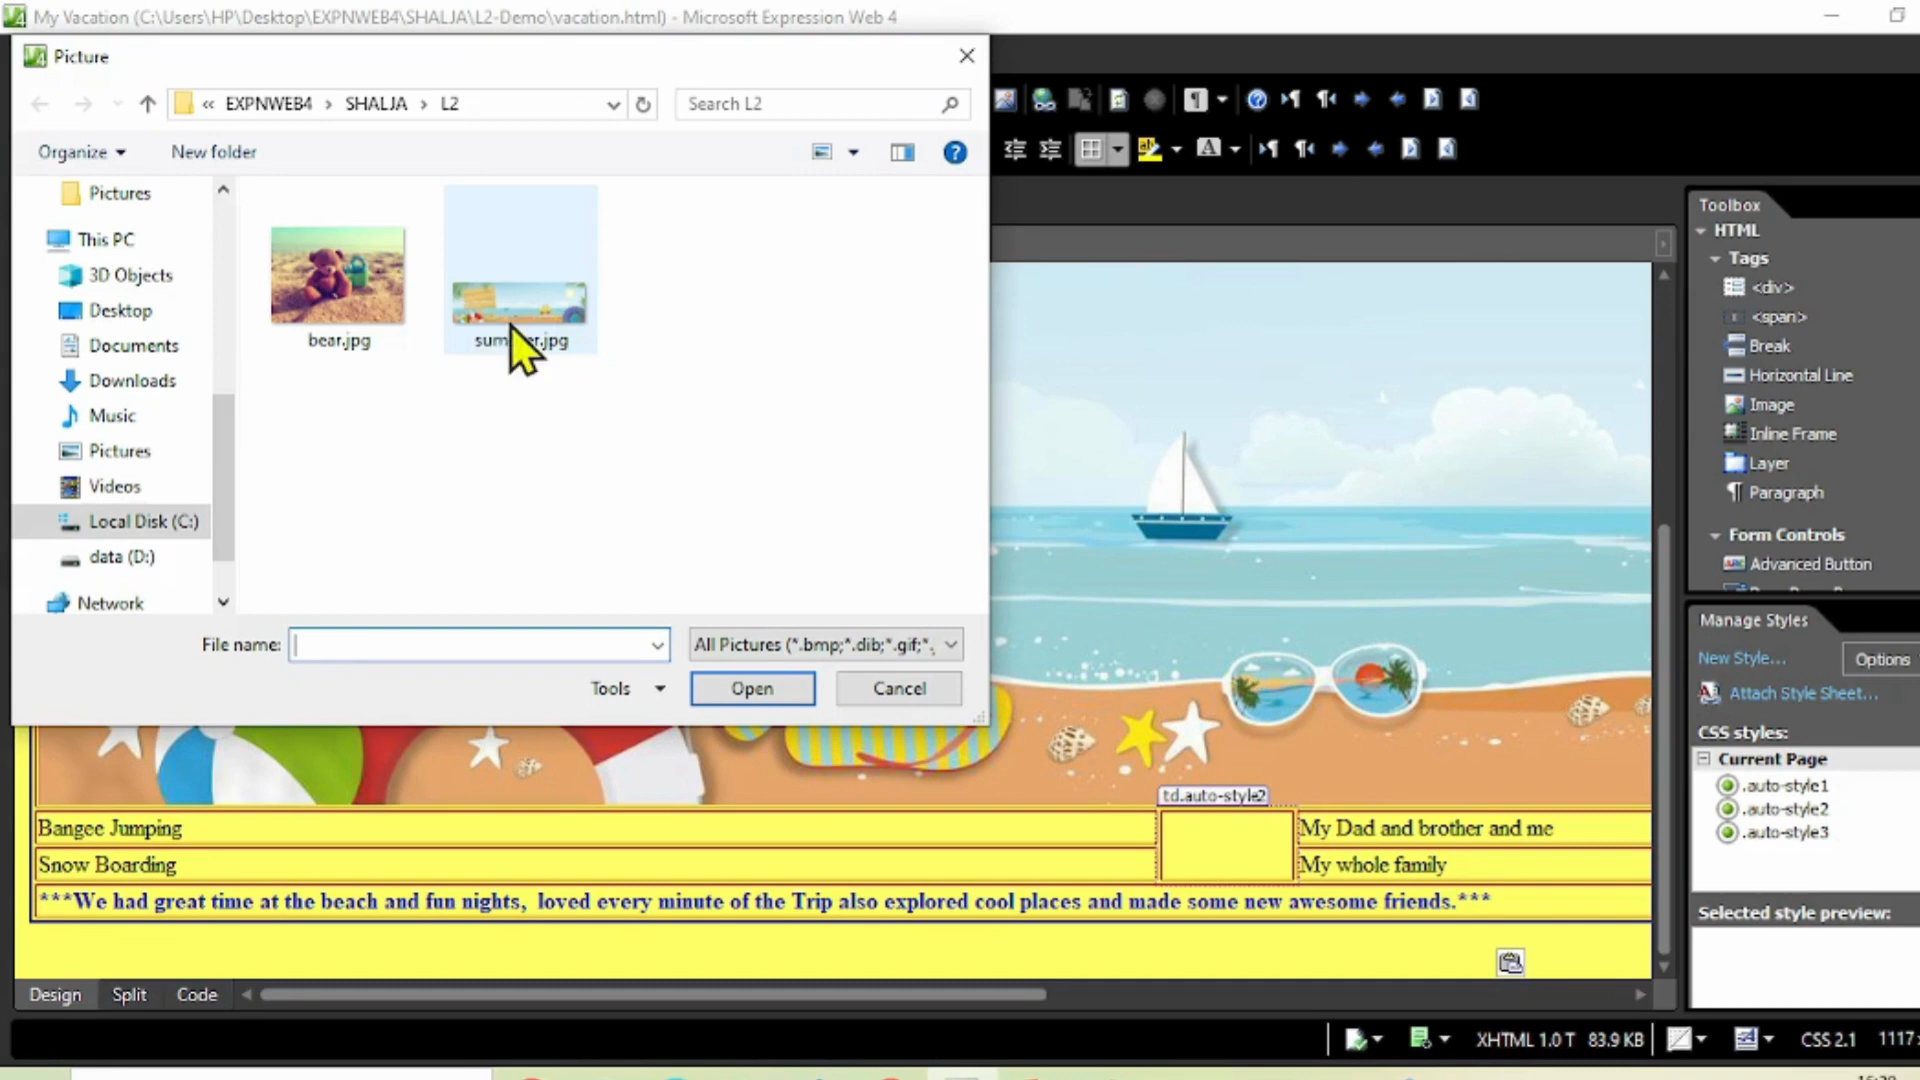 My Vacation (C:\Users\HP\Desktop\EXPNWEB4\SHALJA\L2-Demo\vacation.html) - Microsoft Expression Web 4
Picture
« EXPNWEB4 › SHALJA › L2
Search L2
Organize
New folder
Pictures
This PC
3D Objects
Desktop
Documents
Downloads
Music
Pictures
Videos
Local Disk (C:)
data (D:)
Network
bear.jpg
summer.jpg
File name:
All Pictures (*.bmp;*.dib;*.gif;*.
Tools
Open
Cancel
Toolbox
HTML
Tags
<div>
<span>
Break
Horizontal Line
Image
Inline Frame
Layer
Paragraph
Form Controls
Advanced Button
Manage Styles
New Style...
Options
Attach Style Sheet...
CSS styles:
Current Page
.auto-style1
.auto-style2
.auto-style3
Selected style preview:
td.auto-style2
Bangee Jumping
My Dad and brother and me
Snow Boarding
My whole family
***We had great time at the beach and fun nights, loved every minute of the Trip also explored cool places and made some new awesome friends.***
Design
Split
Code
XHTML 1.0 T
83.9 KB
CSS 2.1
1117